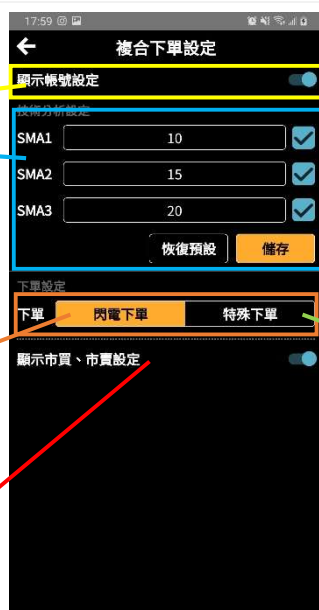 17:59
複合下單設定
顯示帳號設定
技術分析設定
SMA1 10
SMA2 15
SMA3 20
恢復預設 儲存
下單設定
下單 閃電下單 特殊下單
顯示市買、市賣設定